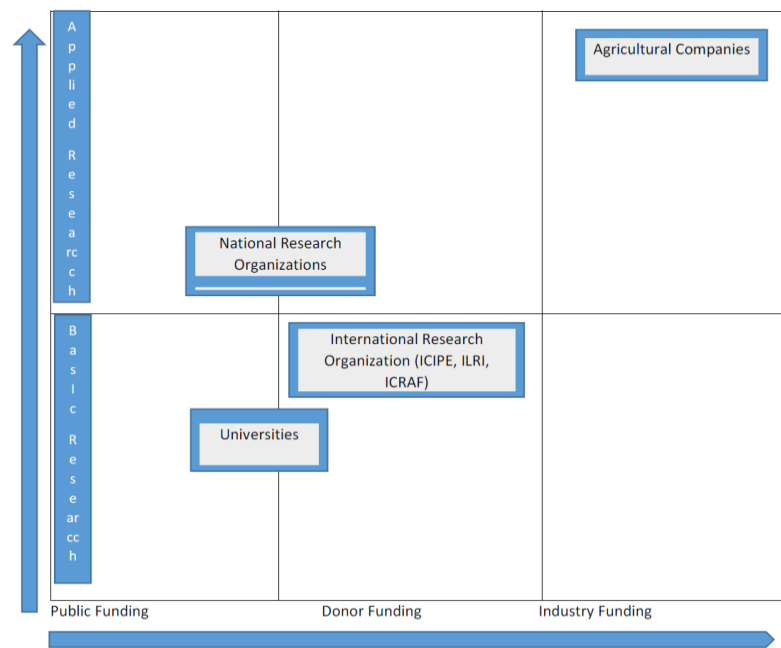 Applied Researcch
Agricultural Companies
National Research
Organizations
BasIc Researcch
International Research
Organization (ICIPE, ILRI,
ICRAF)
Universities
Public Funding
Donor Funding
Industry Funding